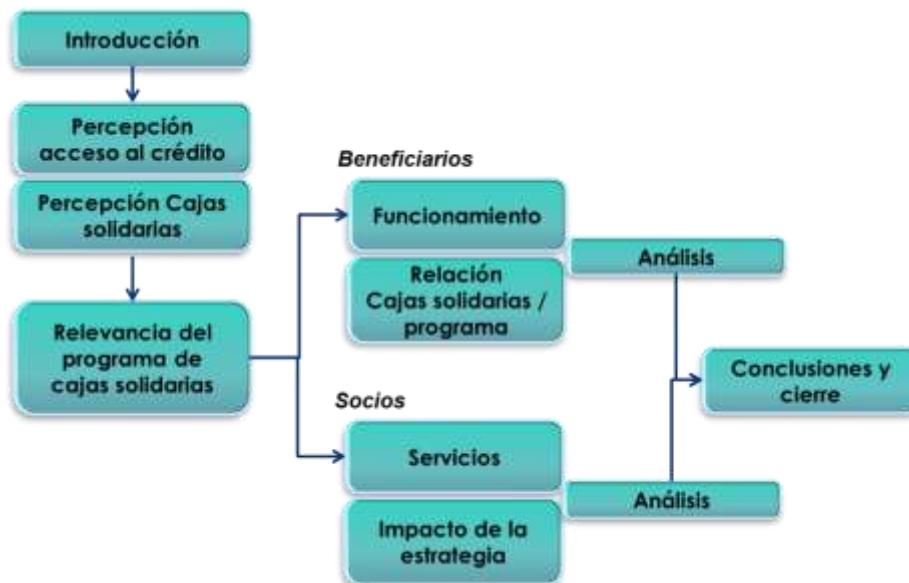 Introducción
Percepción
acceso al crédito
Percepción Cajas
solidarias
Relevancia del
programa de
cajas solidarias
Beneficiarios
Funcionamiento
Relación
Cajas solidarias /
programa
Análisis
Socios
Servicios
Impacto de la
estrategia
Análisis
Conclusiones y
cierre